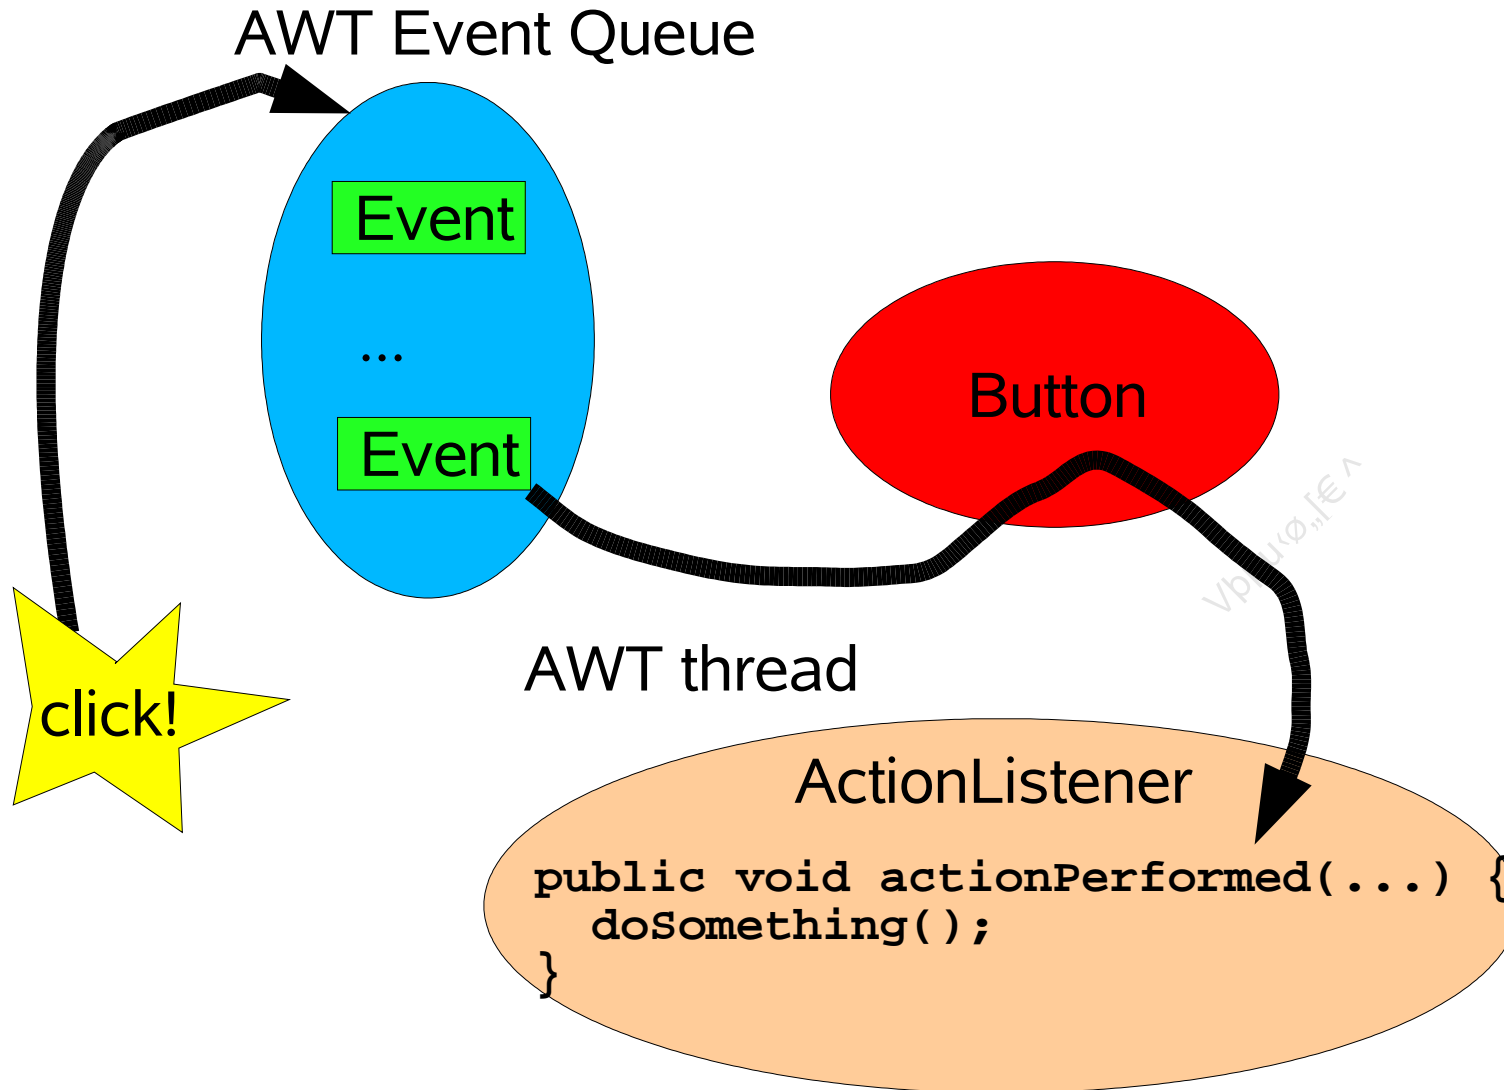 AWT Event Queue
Event
...
Event
Button
click!
AWT thread
ActionListener
public void actionPerformed(...) {
doSomething();
}